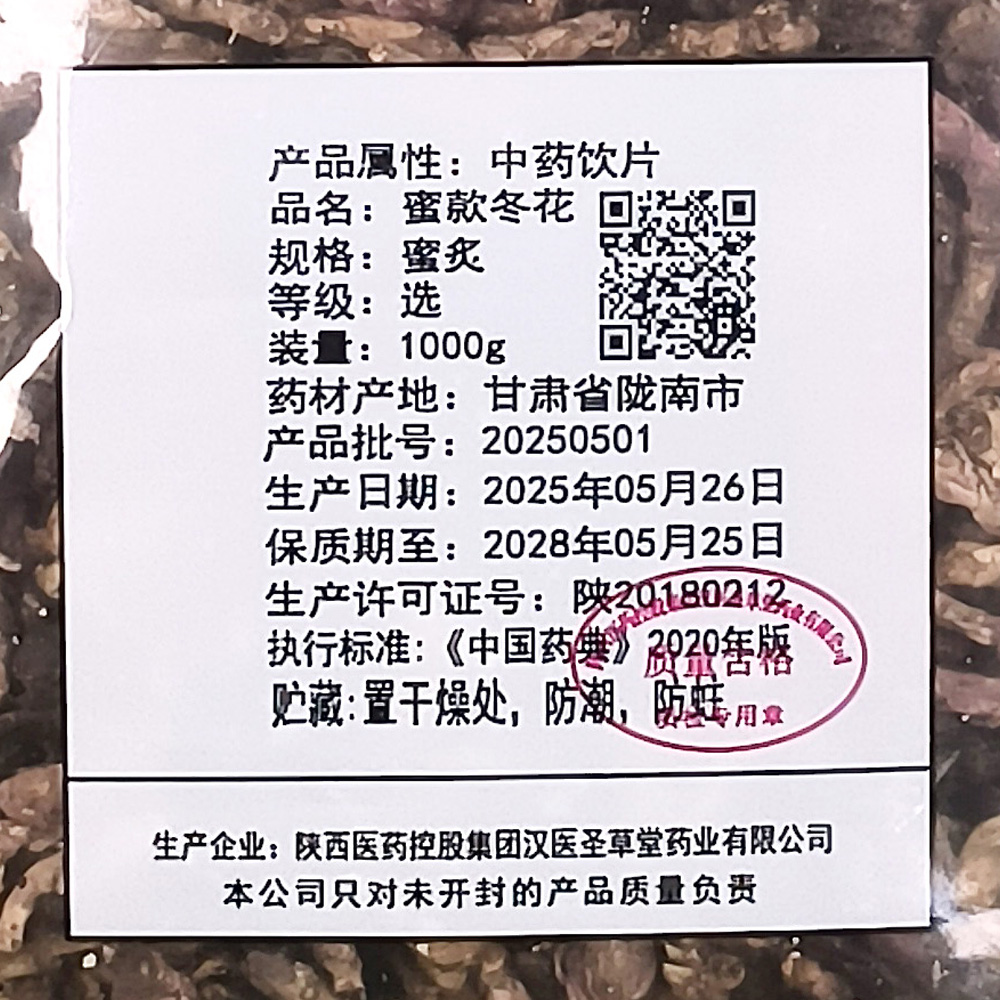 产品属性：中药饮片
品名：蜜款冬花
规格：蜜炙
等级：选
装量：1000g
药材产地：甘肃省陇南市
产品批号：20250501
生产日期：2025年05月26日
保质期至：2028年05月25日
生产许可证号：陕20180212
执行标准:《中国药典》2020年版
贮藏:置干燥处，防潮，防蛀
质量合格
专用章
生产企业：陕西医药控股集团汉医圣草堂药业有限公司
本公司只对未开封的产品质量负责